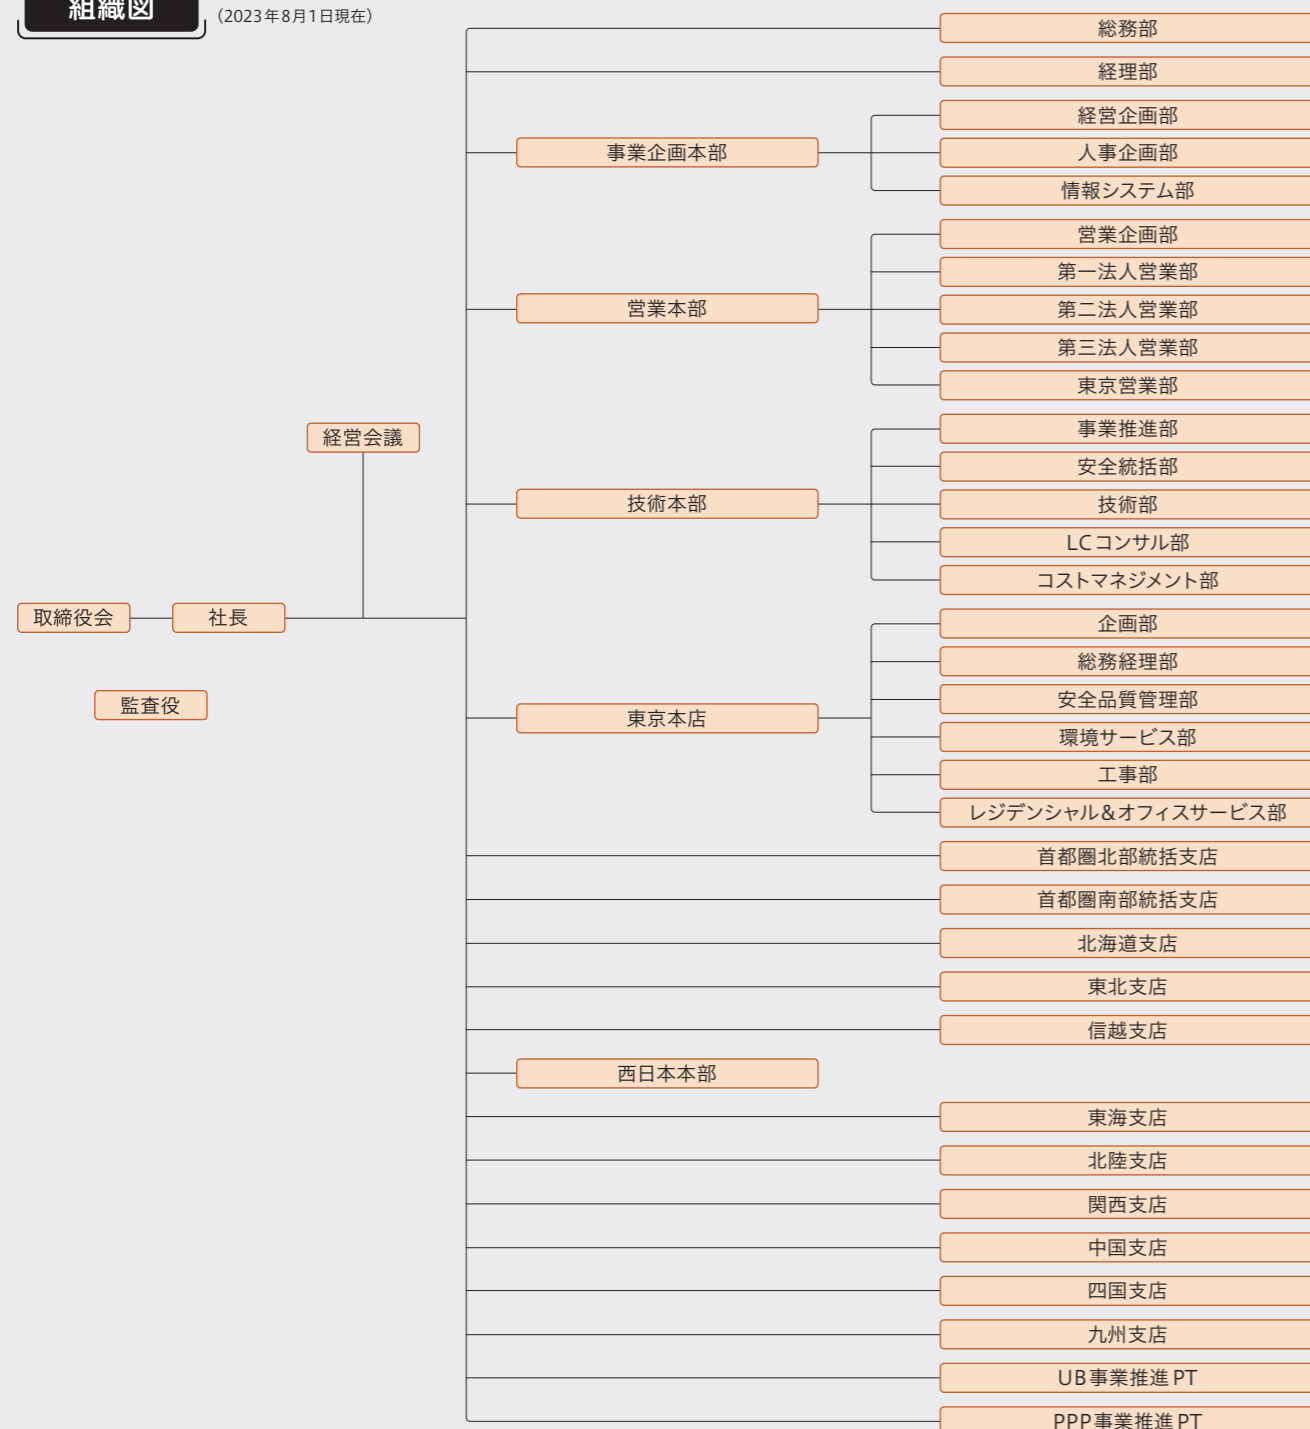 組織図
(2023年8月1日現在)
取締役会
社長
監査役
経営会議
総務部
経理部
事業企画本部
経営企画部
人事企画部
情報システム部
営業本部
営業企画部
第一法人営業部
第二法人営業部
第三法人営業部
東京営業部
技術本部
事業推進部
安全統括部
技術部
LCコンサル部
コストマネジメント部
東京本店
企画部
総務経理部
安全品質管理部
環境サービス部
工事部
レジデンシャル&オフィスサービス部
首都圏北部統括支店
首都圏南部統括支店
北海道支店
東北支店
信越支店
西日本本部
東海支店
北陸支店
関西支店
中国支店
四国支店
九州支店
UB事業推進PT
PPP事業推進PT